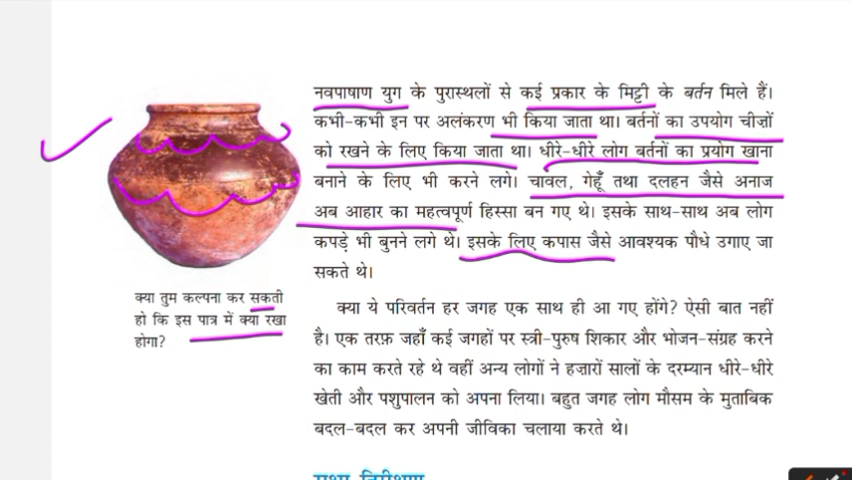 नवपाषाण युग के पुरास्थलों से कई प्रकार के मिट्टी के बर्तन मिले हैं।
कभी-कभी इन पर अलंकरण भी किया जाता था। बर्तनों का उपयोग चीज़ों
को रखने के लिए किया जाता था। धीरे-धीरे लोग बर्तनों का प्रयोग खाना
बनाने के लिए भी करने लगे। चावल, गेहूँ तथा दलहन जैसे अनाज
अब आहार का महत्वपूर्ण हिस्सा बन गए थे। इसके साथ-साथ अब लोग
कपड़े भी बुनने लगे थे। इसके लिए कपास जैसे आवश्यक पौधे उगाए जा
सकते थे।
क्या तुम कल्पना कर सकती
हो कि इस पात्र में क्या रखा
होगा?
क्या ये परिवर्तन हर जगह एक साथ ही आ गए होंगे? ऐसी बात नहीं
है। एक तरफ़ जहाँ कई जगहों पर स्त्री-पुरुष शिकार और भोजन-संग्रह करने
का काम करते रहे थे वहीं अन्य लोगों ने हज़ारों सालों के दरम्यान धीरे-धीरे
खेती और पशुपालन को अपना लिया। बहुत जगह लोग मौसम के मुताबिक
बदल-बदल कर अपनी जीविका चलाया करते थे।